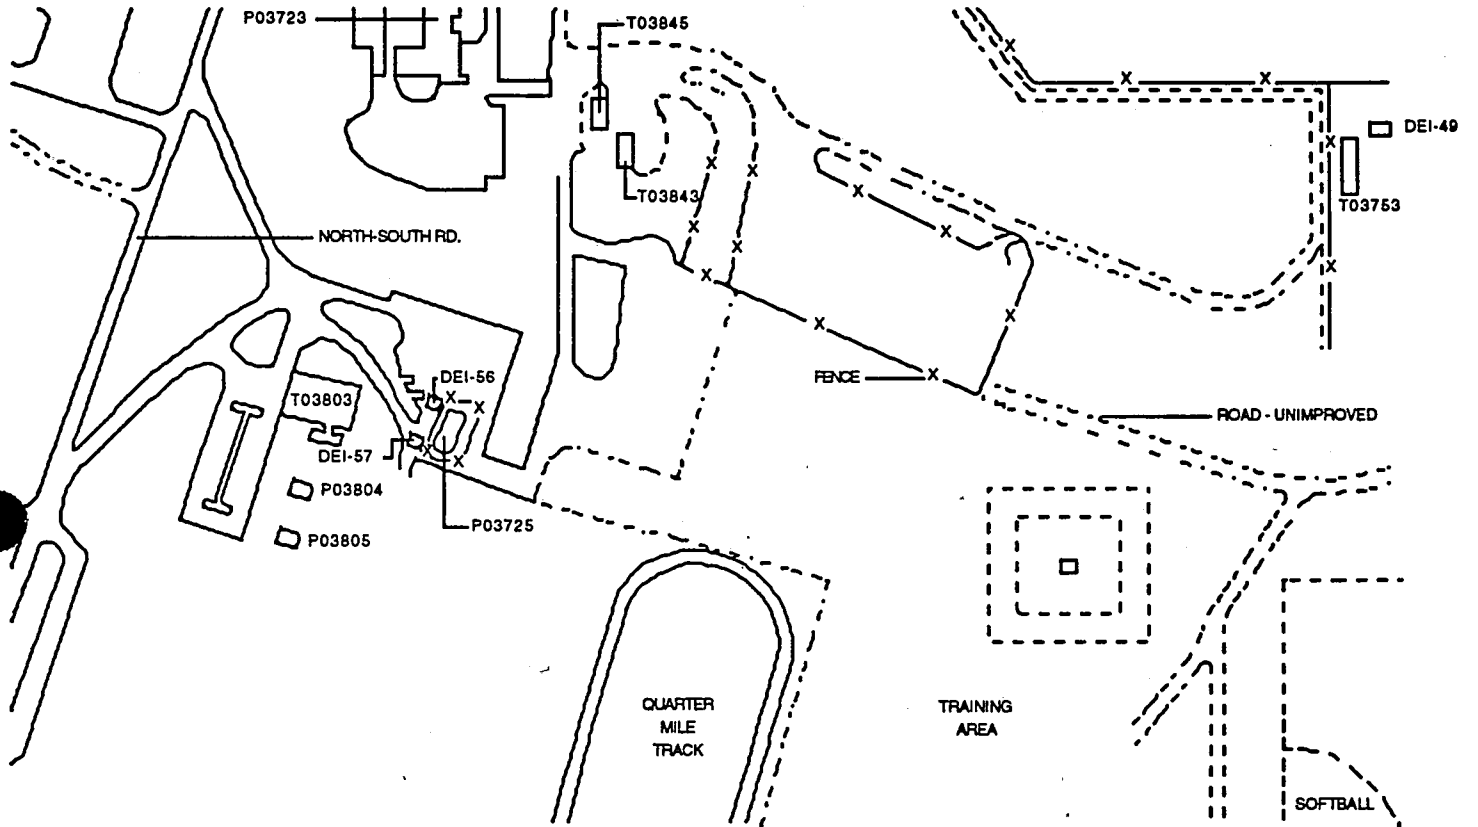 P03723
T03845
DEI-49
T03843
T03753
NORTH-SOUTH RD.
DEI-56
FENCE
T03803
ROAD - UNIMPROVED
DEI-57
P03804
P03725
P03805
QUARTER
MILE
TRACK
TRAINING
AREA
SOFTBALL